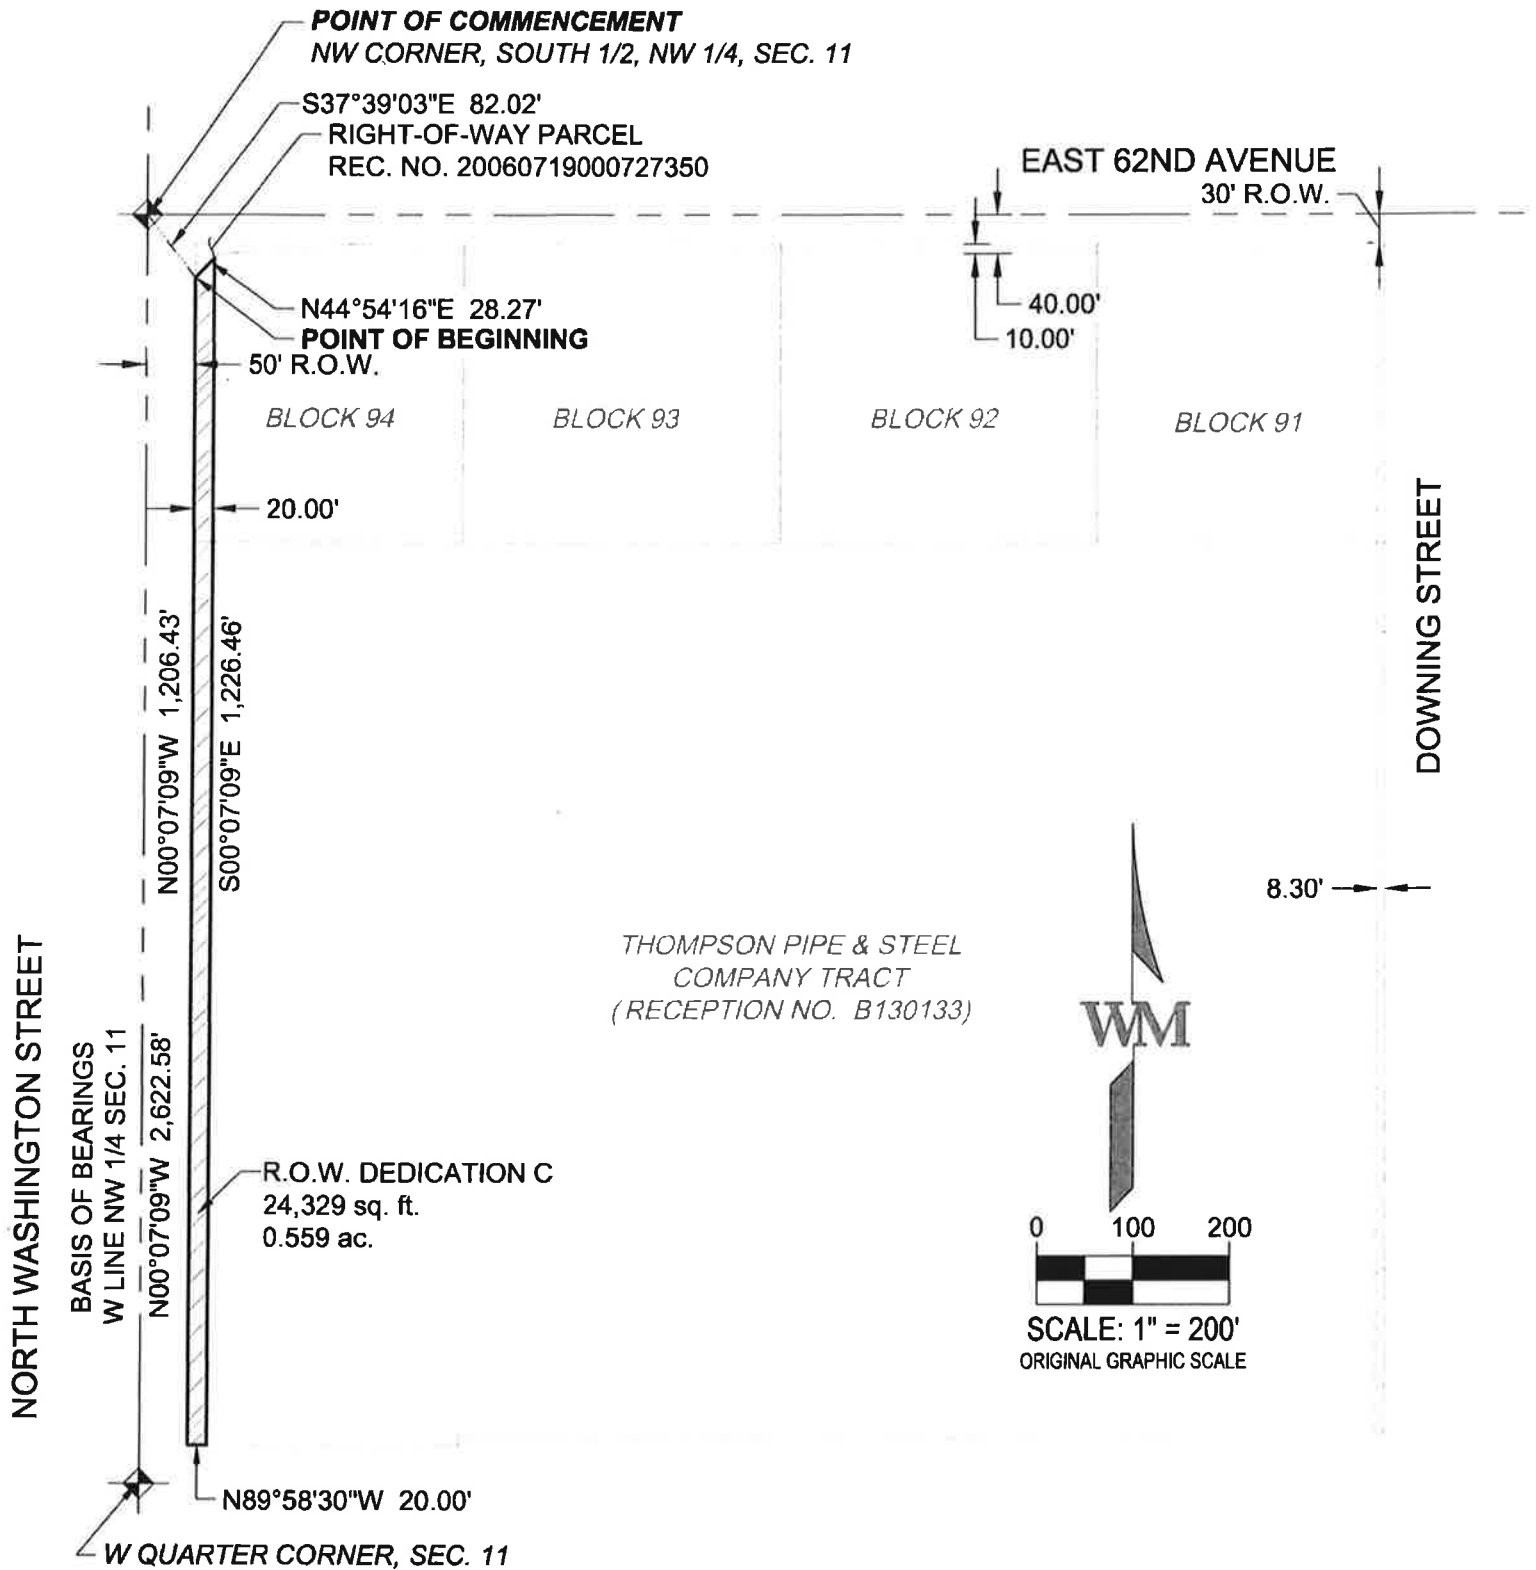 POINT OF COMMENCEMENT
NW CORNER, SOUTH 1/2, NW 1/4, SEC. 11
S37°39'03"E 82.02'
RIGHT-OF-WAY PARCEL
REC. NO. 20060719000727350
EAST 62ND AVENUE
30' R.O.W.
N44°54'16"E 28.27'
POINT OF BEGINNING
50' R.O.W.
40.00'
10.00'
BLOCK 94
BLOCK 93
BLOCK 92
BLOCK 91
20.00'
DOWNING STREET
N00°07'09"W 1,206.43'
S00°07'09"E 1,226.46'
8.30'
THOMPSON PIPE & STEEL
COMPANY TRACT
(RECEPTION NO. B130133)
WM
NORTH WASHINGTON STREET
BASIS OF BEARINGS
W LINE NW 1/4 SEC. 11
N00°07'09"W 2,622.58'
R.O.W. DEDICATION C
24,329 sq. ft.
0.559 ac.
0 100 200
SCALE: 1" = 200'
ORIGINAL GRAPHIC SCALE
N89°58'30"W 20.00'
W QUARTER CORNER, SEC. 11